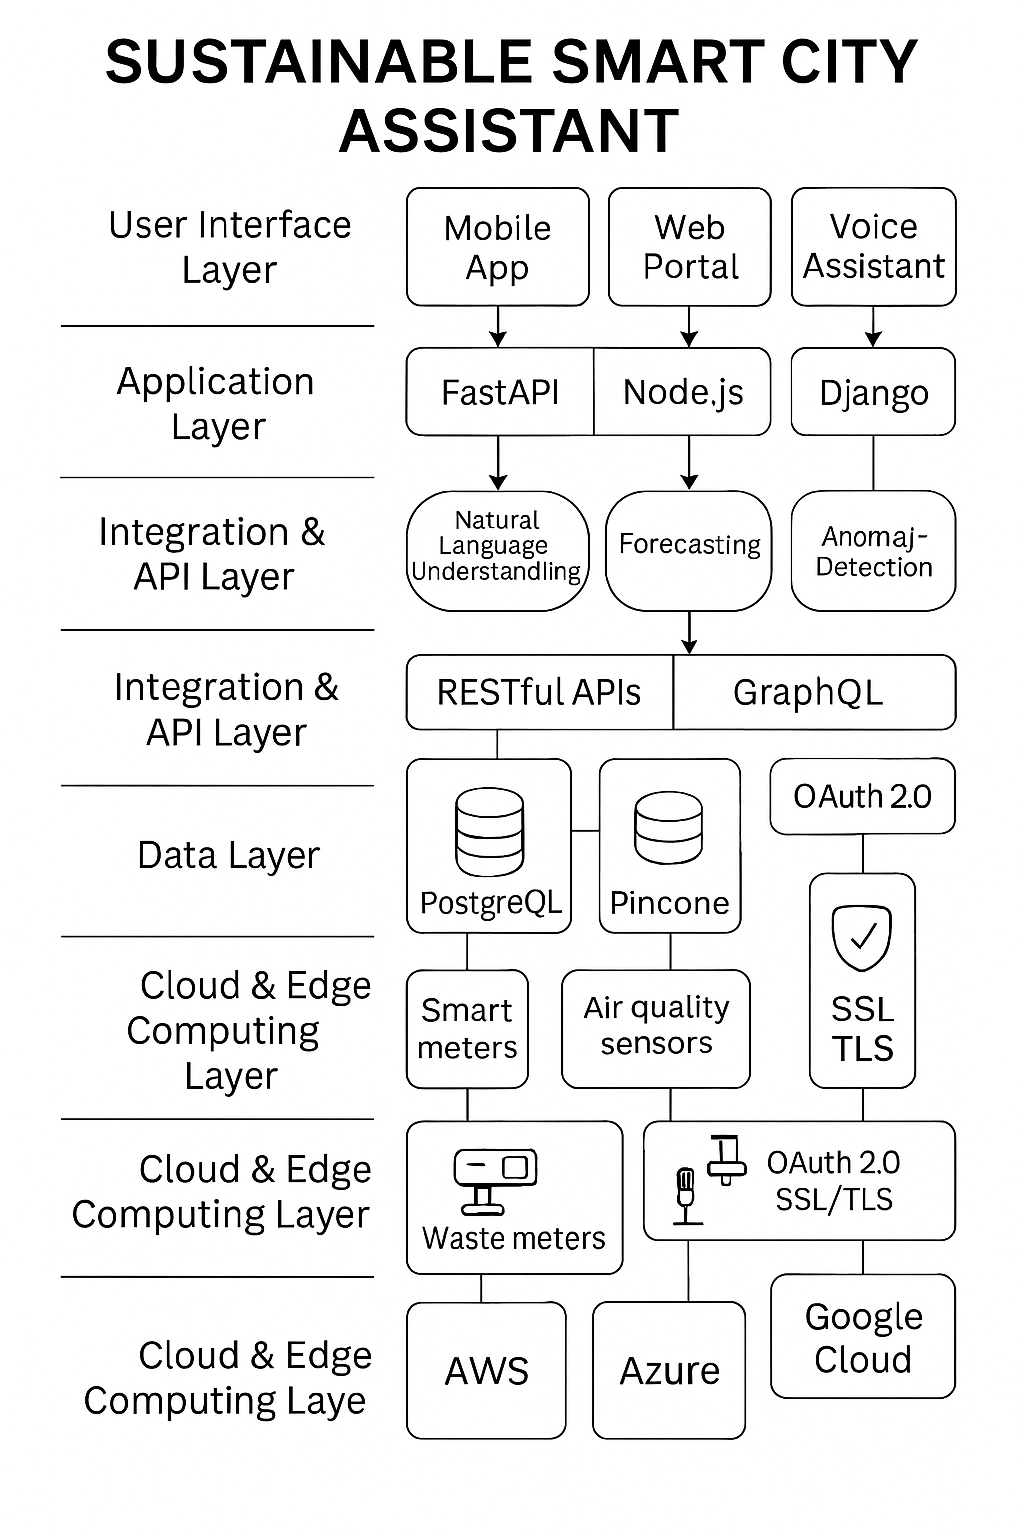 SUSTAINABLE SMART CITY
ASSISTANT
User Interface
Layer
Mobile
App
Web
Portal
Voice
Assistant
Application
Layer
FastAPI
Node.js
Django
Integration &
API Layer
Natural
Language
Understandling
Forecasting
Anomaj-
Detection
Integration &
API Layer
RESTful APIs
GraphQL
Data Layer
PostgreQL
Pincone
OAuth 2.0
SSL
TLS
Cloud & Edge
Computing
Layer
Smart
meters
Air quality
sensors
Cloud & Edge
Computing Layer
Waste meters
OAuth 2.0
SSL/TLS
Cloud & Edge
Computing Laye
AWS
Azure
Google
Cloud